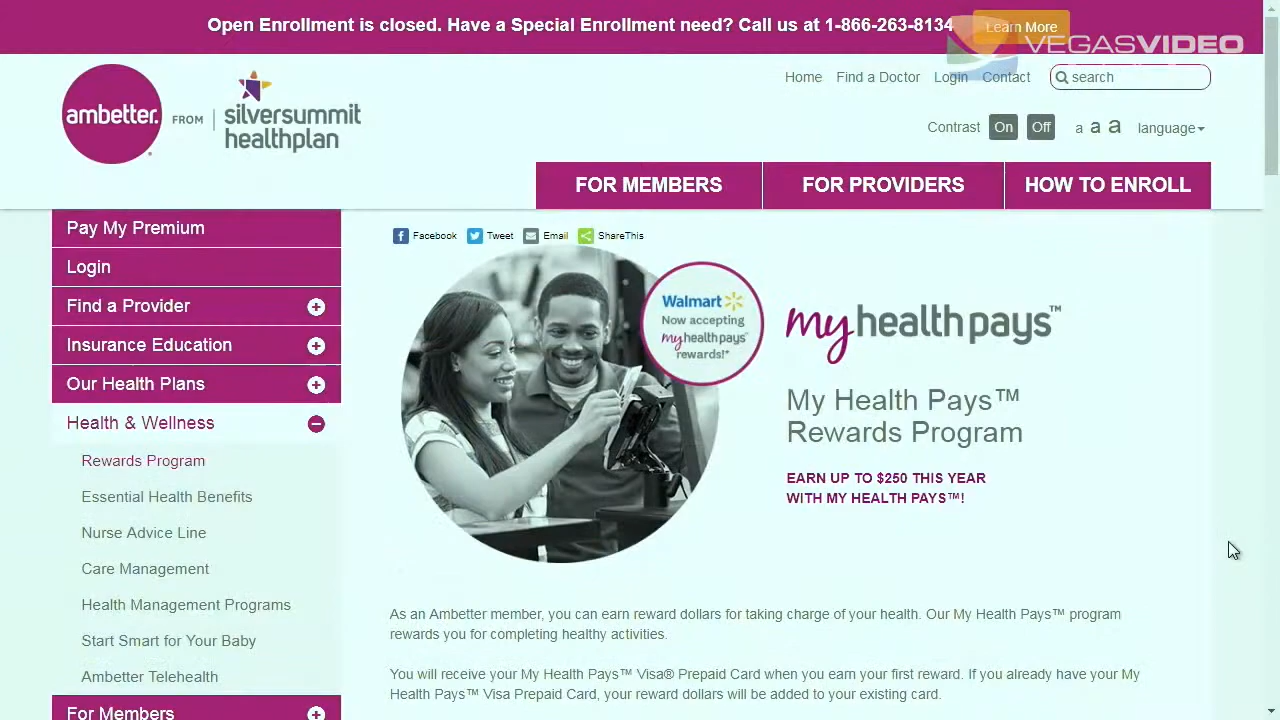 Open Enrollment is closed. Have a Special Enrollment need? Call us at 1-866-263-8134
Learn More
VEGASVIDEO
Home Find a Doctor Login Contact search
ambetter. FROM silversummit
healthplan
Contrast On Off a a a language
FOR MEMBERS FOR PROVIDERS HOW TO ENROLL
Pay My Premium
Login
Find a Provider
Insurance Education
Our Health Plans
Health & Wellness
Rewards Program
Essential Health Benefits
Nurse Advice Line
Care Management
Health Management Programs
Start Smart for Your Baby
Ambetter Telehealth
For Members
Facebook Tweet Email ShareThis
Walmart
Now accepting
myhealthpays™
rewards!*
myhealthpays™
My Health Pays™
Rewards Program
EARN UP TO $250 THIS YEAR
WITH MY HEALTH PAYS™!
As an Ambetter member, you can earn reward dollars for taking charge of your health. Our My Health Pays™ program
rewards you for completing healthy activities.
You will receive your My Health Pays™ Visa® Prepaid Card when you earn your first reward. If you already have your My
Health Pays™ Visa Prepaid Card, your reward dollars will be added to your existing card.